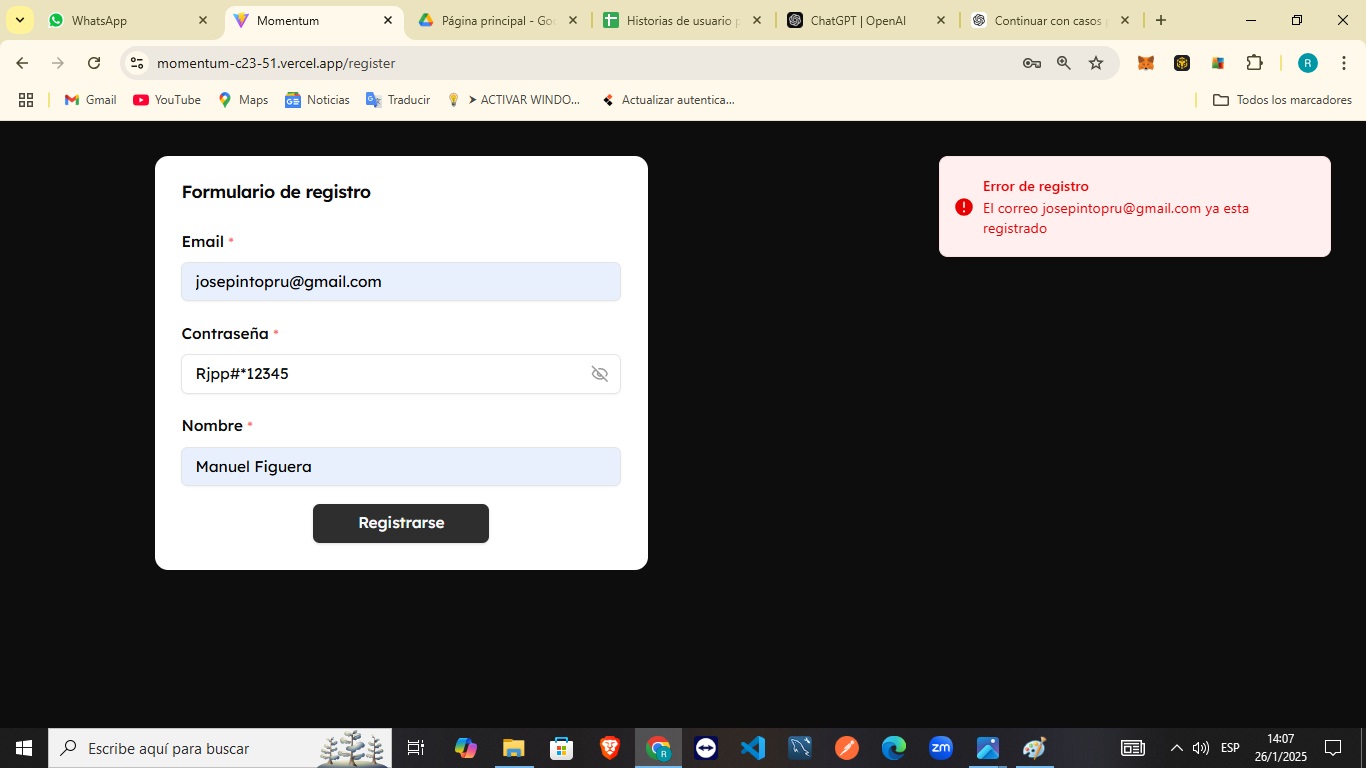 WhatsApp
Momentum
Página principal - Goo
Historias de usuario p
ChatGPT | OpenAI
Continuar con casos
momentum-c23-51.vercel.app/register
R
Gmail
YouTube
Maps
Noticias
Traducir
➤ ACTIVAR WINDO...
Actualizar autentica...
Todos los marcadores
Formulario de registro
Email *
josepintopru@gmail.com
Contraseña *
Rjpp#*12345
Nombre *
Manuel Figuera
Registrarse
Error de registro
El correo josepintopru@gmail.com ya esta
registrado
Escribe aquí para buscar
R
zm
ESP
14:07
26/1/2025